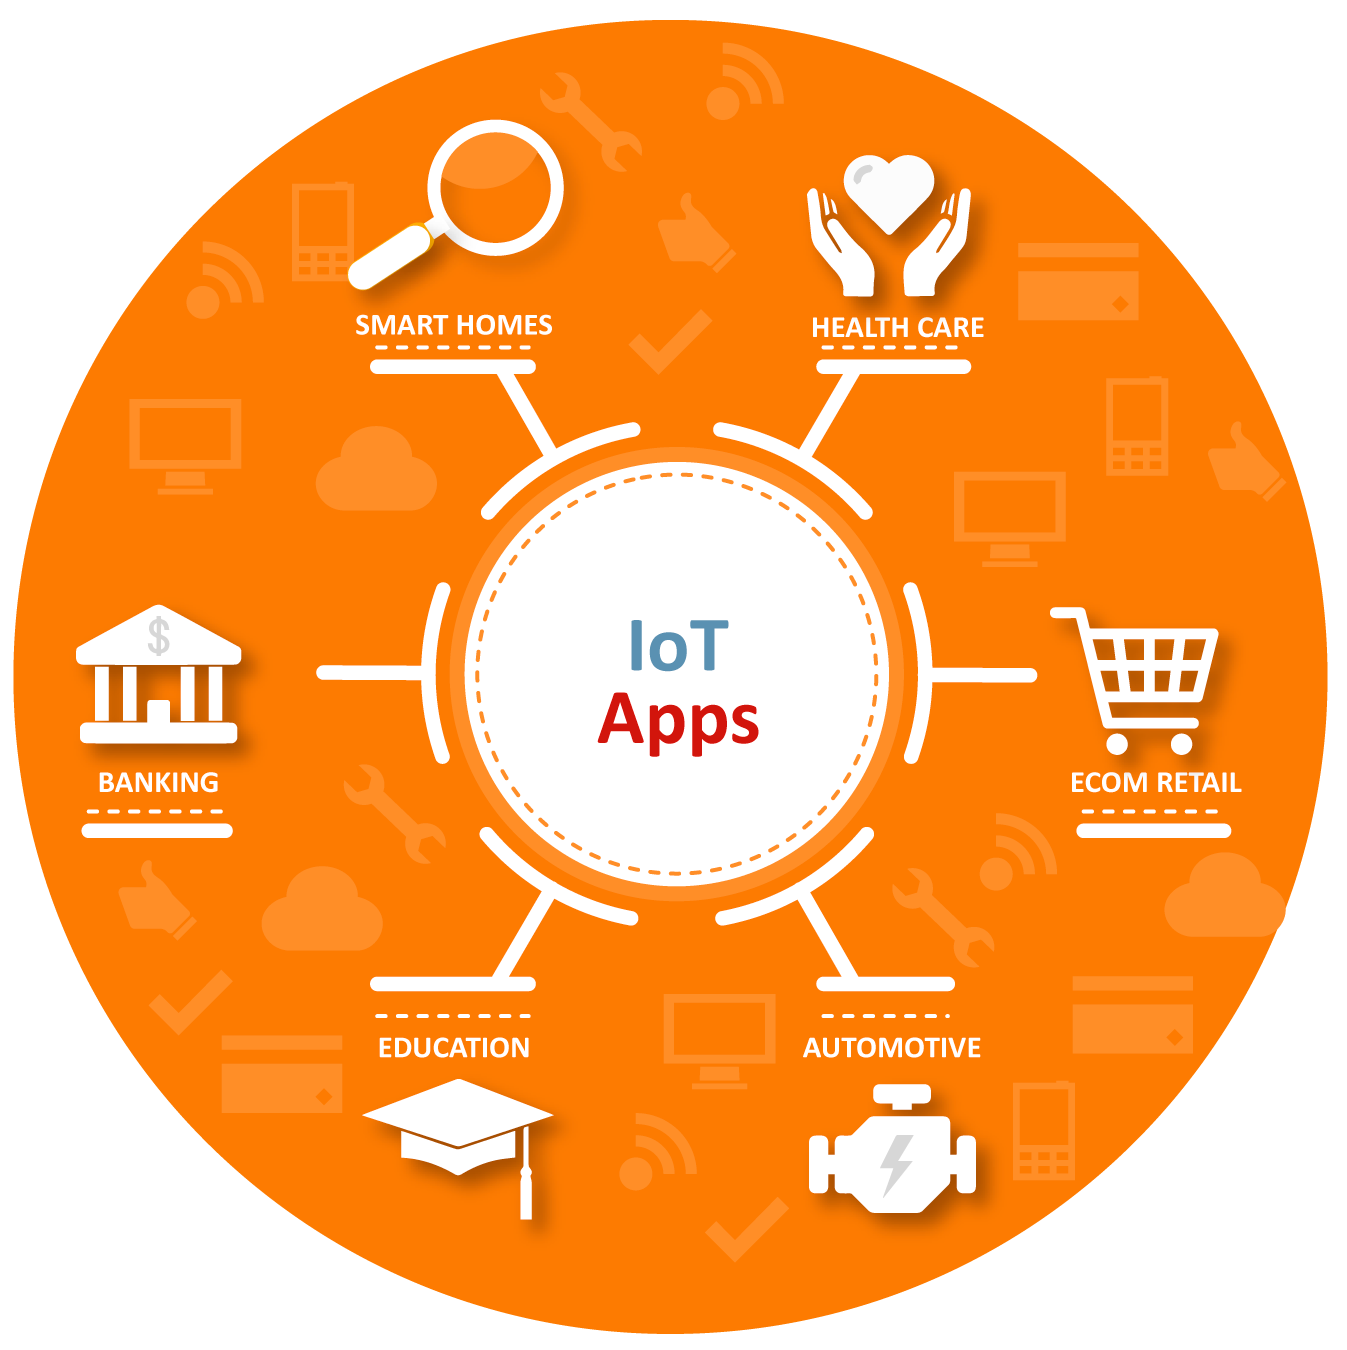 SMART HOMES
HEALTH CARE
$
IoT
Apps
BANKING
ECOM RETAIL
EDUCATION
AUTOMOTIVE